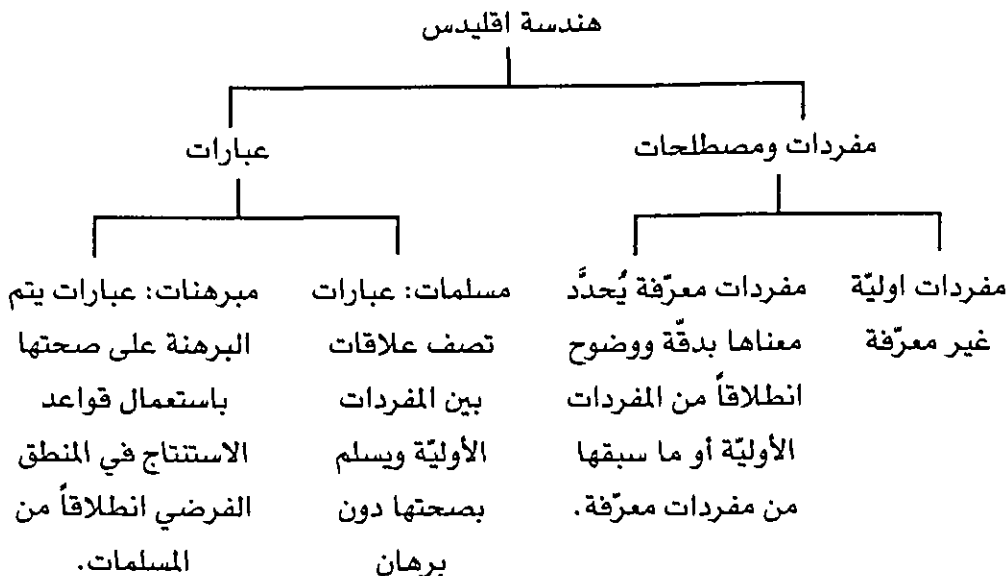 هندسة اقليدس
مفردات ومصطلحات
عبارات
مفردات اوليّة
غير معرّفة
مفردات معرّفة يُحدَّد
معناها بدقّة ووضوح
انطلاقاً من المفردات
الأوليّة أو ما سبقها
من مفردات معرّفة.
مسلمات: عبارات
تصف علاقات
بين المفردات
الأوليّة ويسلم
بصحتها دون
برهان
مبرهنات: عبارات يتم
البرهنة على صحتها
باستعمال قواعد
الاستنتاج في المنطق
الفرضي انطلاقاً من
المسلمات.